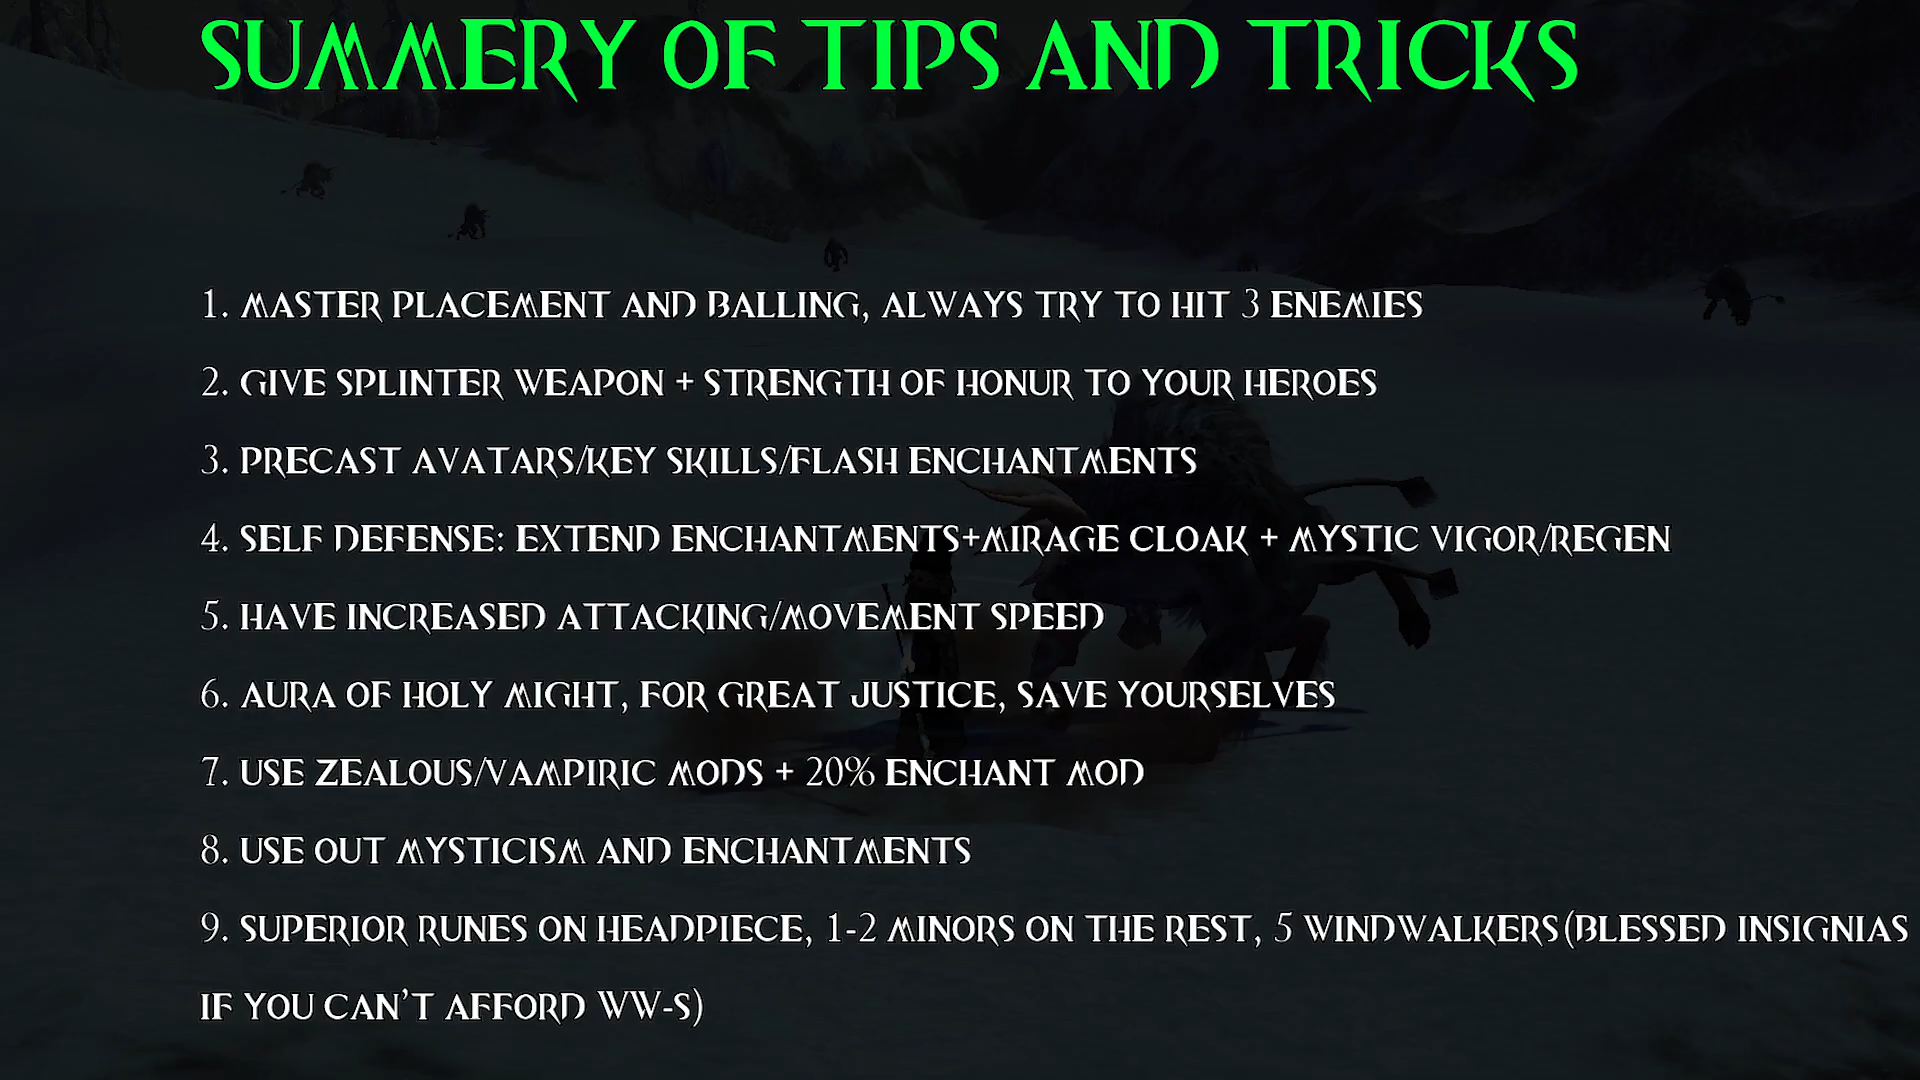 SUMMERY OF TIPS AND TRICKS
1. MASTER PLACEMENT AND BALLING, ALWAYS TRY TO HIT 3 ENEMIES
2. GIVE SPLINTER WEAPON + STRENGTH OF HONUR TO YOUR HEROES
3. PRECAST AVATARS/KEY SKILLS/FLASH ENCHANTMENTS
4. SELF DEFENSE: EXTEND ENCHANTMENTS+MIRAGE CLOAK + MYSTIC VIGOR/REGEN
5. HAVE INCREASED ATTACKING/MOVEMENT SPEED
6. AURA OF HOLY MIGHT, FOR GREAT JUSTICE, SAVE YOURSELVES
7. USE ZEALOUS/VAMPIRIC MODS + 20% ENCHANT MOD
8. USE OUT MYSTICISM AND ENCHANTMENTS
9. SUPERIOR RUNES ON HEADPIECE, 1-2 MINORS ON THE REST, 5 WINDWALKERS(BLESSED INSIGNIAS
IF YOU CAN'T AFFORD WW-S)